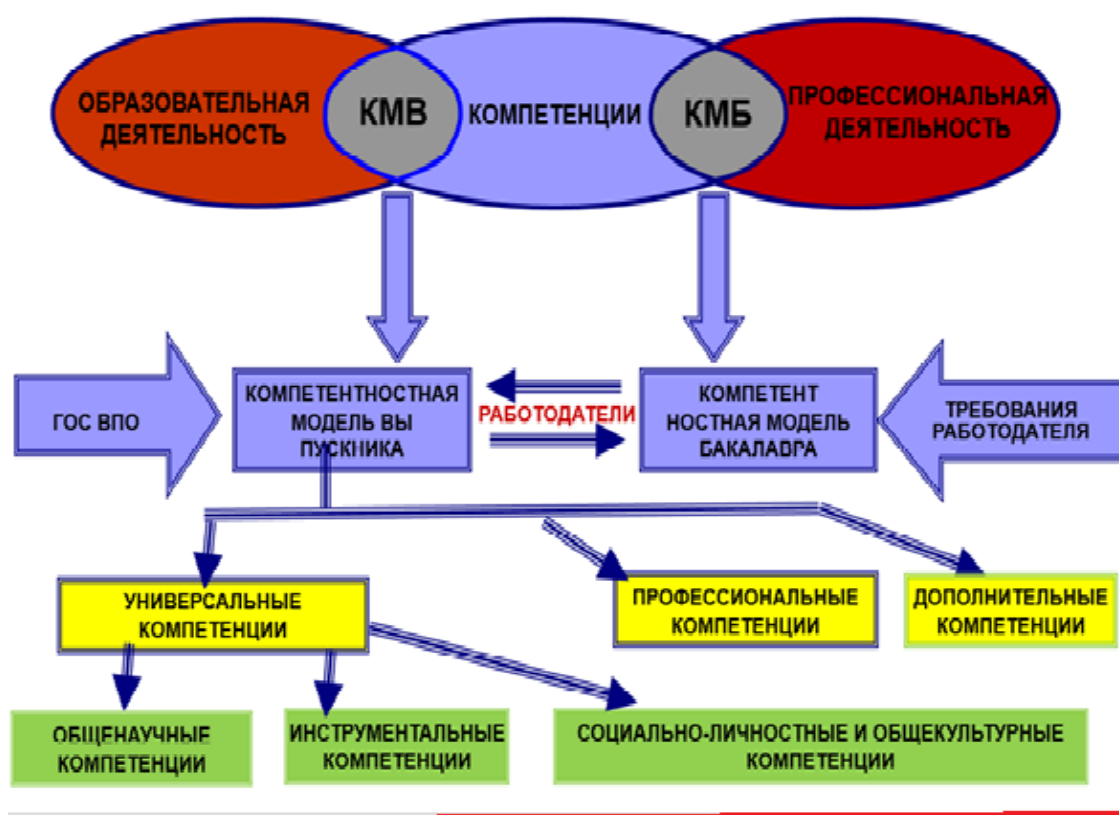 ОБРАЗОВАТЕЛЬНАЯ
ДЕЯТЕЛЬНОСТЬ
КМВ
КОМПЕТЕНЦИИ
КМБ
ПРОФЕССИОНАЛЬНАЯ
ДЕЯТЕЛЬНОСТЬ
ГОС ВПО
КОМПЕТЕНТНОСТНАЯ
МОДЕЛЬ ВЫ
ПУСКНИКА
РАБОТОДАТЕЛИ
КОМПЕТЕНТ
НОСТНАЯ МОДЕЛЬ
БАКАЛАВРА
ТРЕБОВАНИЯ
РАБОТОДАТЕЛЯ
УНИВЕРСАЛЬНЫЕ
КОМПЕТЕНЦИИ
ПРОФЕССИОНАЛЬНЫЕ
КОМПЕТЕНЦИИ
ДОПОЛНИТЕЛЬНЫЕ
КОМПЕТЕНЦИИ
ОБЩЕНАУЧНЫЕ
КОМПЕТЕНЦИИ
ИНСТРУМЕНТАЛЬНЫЕ
КОМПЕТЕНЦИИ
СОЦИАЛЬНО-ЛИЧНОСТНЫЕ И ОБЩЕКУЛЬТУРНЫЕ
КОМПЕТЕНЦИИ